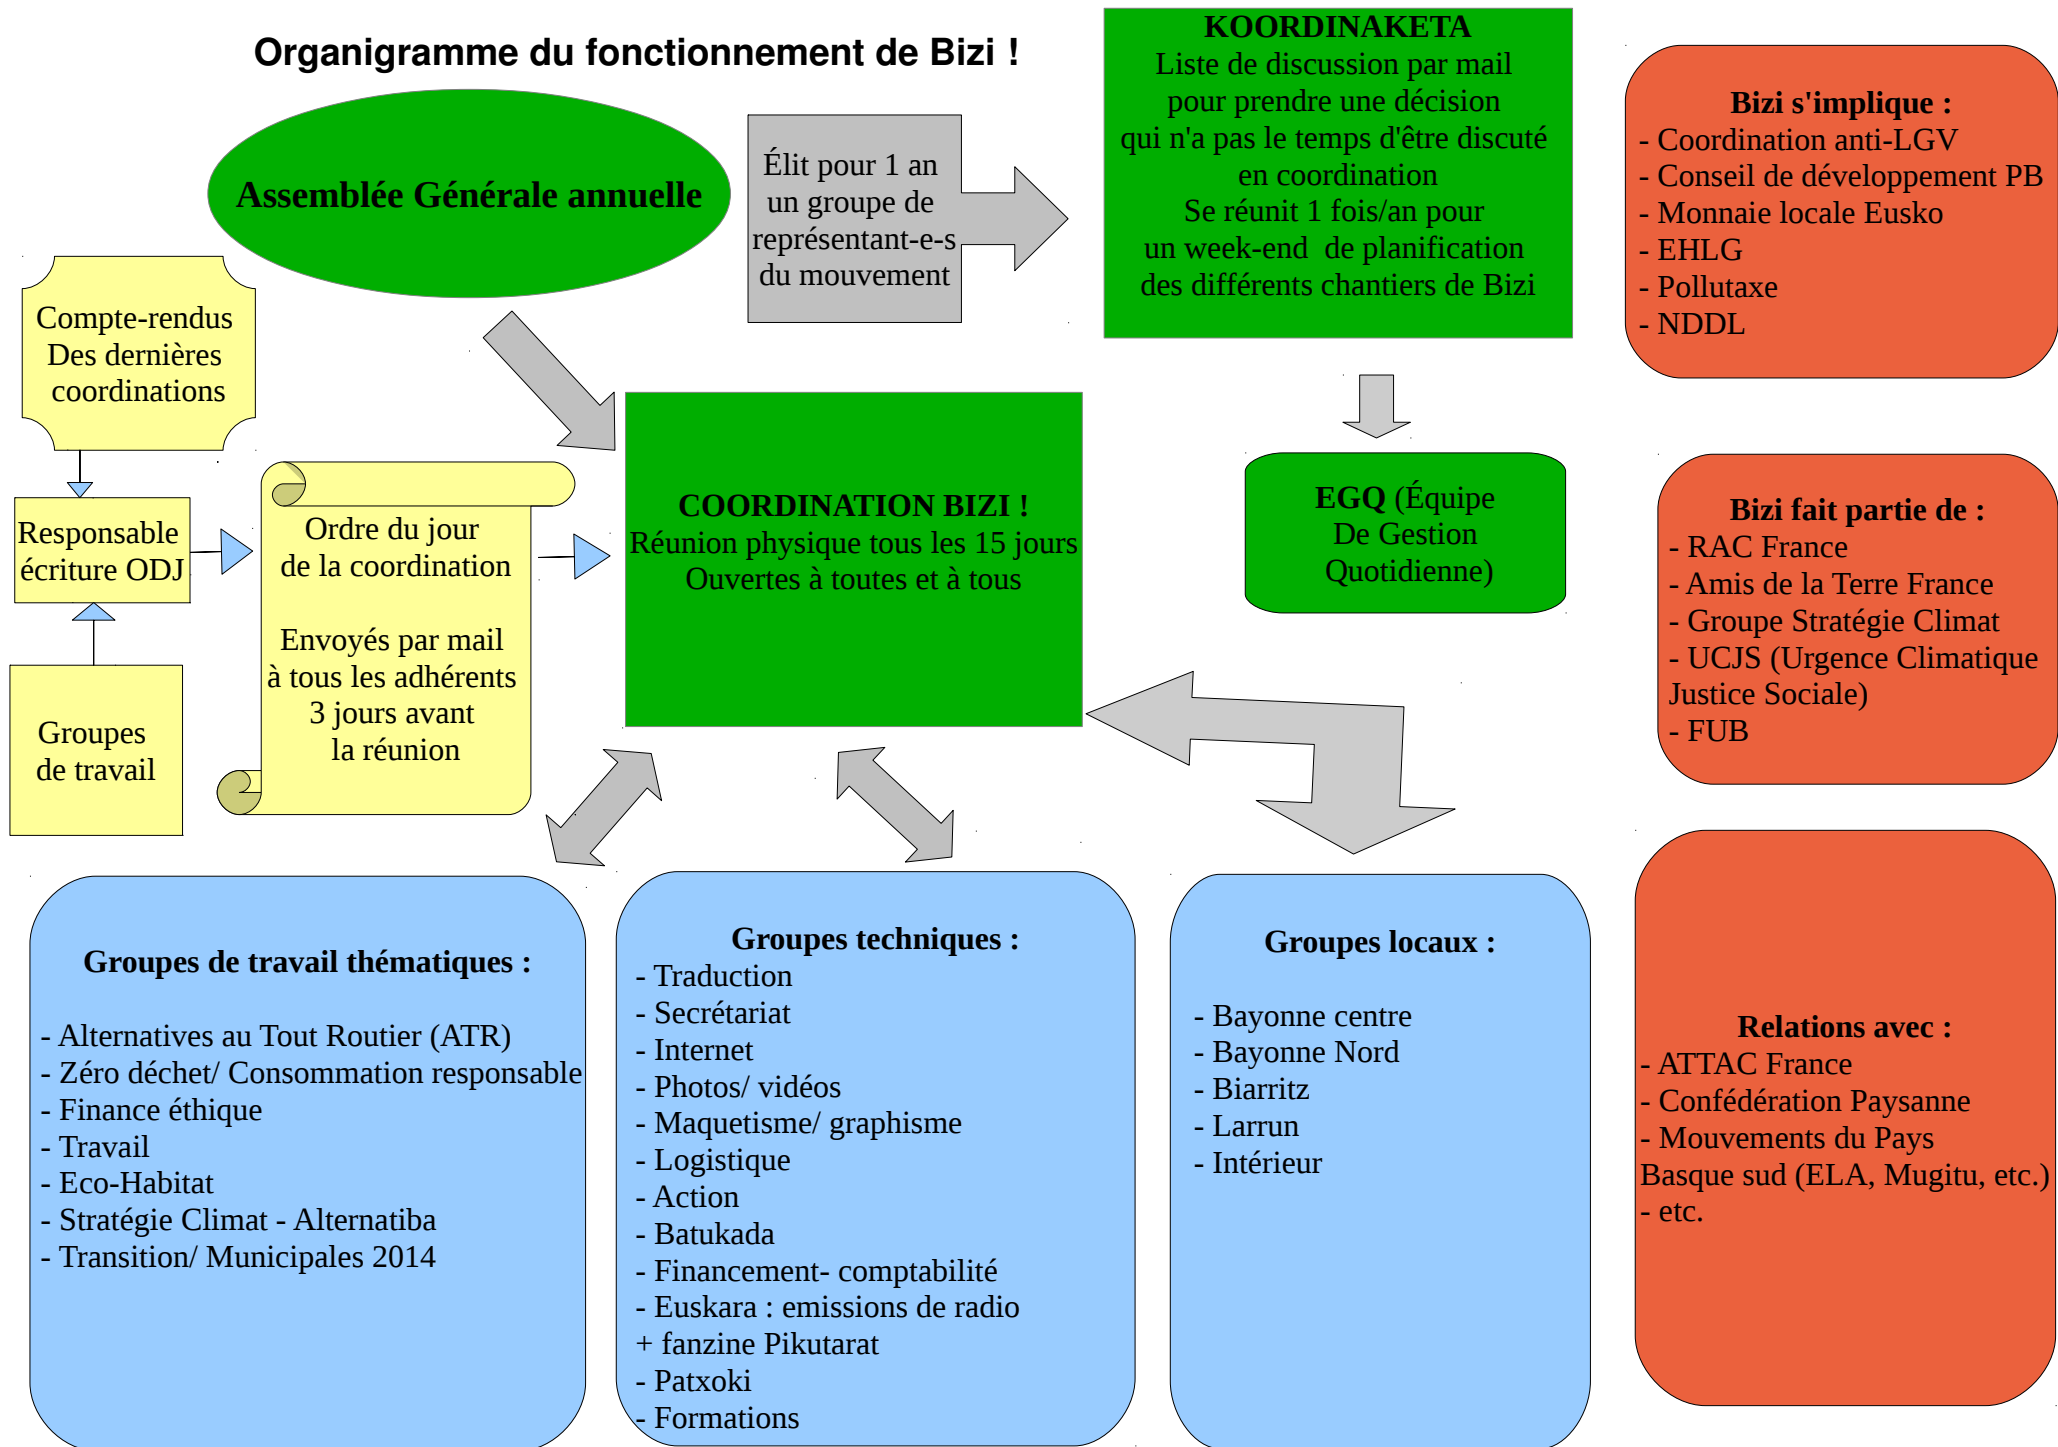 Organigramme du fonctionnement de Bizi !
Assemblée Générale annuelle
Élit pour 1 an
un groupe de
représentant-e-s
du mouvement
KOORDINAKETA
Liste de discussion par mail
pour prendre une décision
qui n'a pas le temps d'être discuté
en coordination
Se réunit 1 fois/an pour
un week-end de planification
des différents chantiers de Bizi
Bizi s'implique :
- Coordination anti-LGV
- Conseil de développement PB
- Monnaie locale Eusko
- EHLG
- Pollutaxe
- NDDL
Compte-rendus
Des dernières
coordinations
Responsable
écriture ODJ
Groupes
de travail
Ordre du jour
de la coordination
Envoyés par mail
à tous les adhérents
3 jours avant
la réunion
COORDINATION BIZI !
Réunion physique tous les 15 jours
Ouvertes à toutes et à tous
EGQ (Équipe
De Gestion
Quotidienne)
Bizi fait partie de :
- RAC France
- Amis de la Terre France
- Groupe Stratégie Climat
- UCJS (Urgence Climatique
Justice Sociale)
- FUB
Groupes de travail thématiques :
- Alternatives au Tout Routier (ATR)
- Zéro déchet/ Consommation responsable
- Finance éthique
- Travail
- Eco-Habitat
- Stratégie Climat - Alternatiba
- Transition/ Municipales 2014
Groupes techniques :
- Traduction
- Secrétariat
- Internet
- Photos/ vidéos
- Maquetisme/ graphisme
- Logistique
- Action
- Batukada
- Financement- comptabilité
- Euskara : emissions de radio
+ fanzine Pikutarat
- Patxoki
- Formations
Groupes locaux :
- Bayonne centre
- Bayonne Nord
- Biarritz
- Larrun
- Intérieur
Relations avec :
- ATTAC France
- Confédération Paysanne
- Mouvements du Pays
Basque sud (ELA, Mugitu, etc.)
- etc.